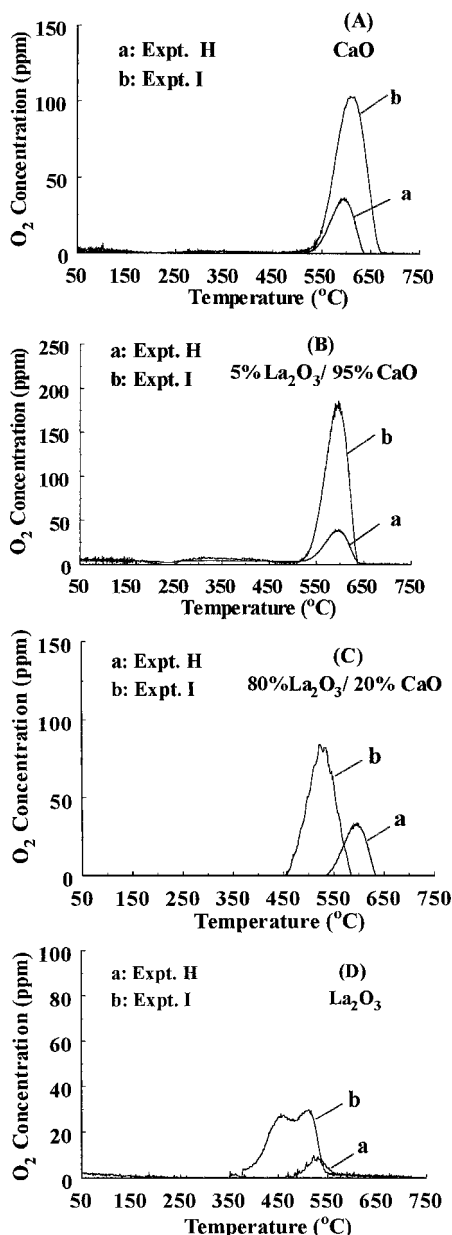 (A)
a: Expt. H
CaO
b: Expt. I
b
a
O2 Concentration (ppm)
150
100
50
0
50 150 250 350 450 550 650 750
Temperature (oC)
(B)
a: Expt. H
b: Expt. I
5% La2O3/ 95% CaO
b
a
O2 Concentration (ppm)
250
200
150
100
50
0
50 150 250 350 450 550 650 750
Temperature (oC)
a: Expt. H
(C)
b: Expt. I
80%La2O3/ 20% CaO
b
a
O2 Concentration (ppm)
150
100
50
0
50 150 250 350 450 550 650 750
Temperature (oC)
a: Expt. H
(D)
b: Expt. I
La2O3
b
a
O2 Concentration (ppm)
100
80
60
40
20
0
50 150 250 350 450 550 650 750
Temperature (oC)